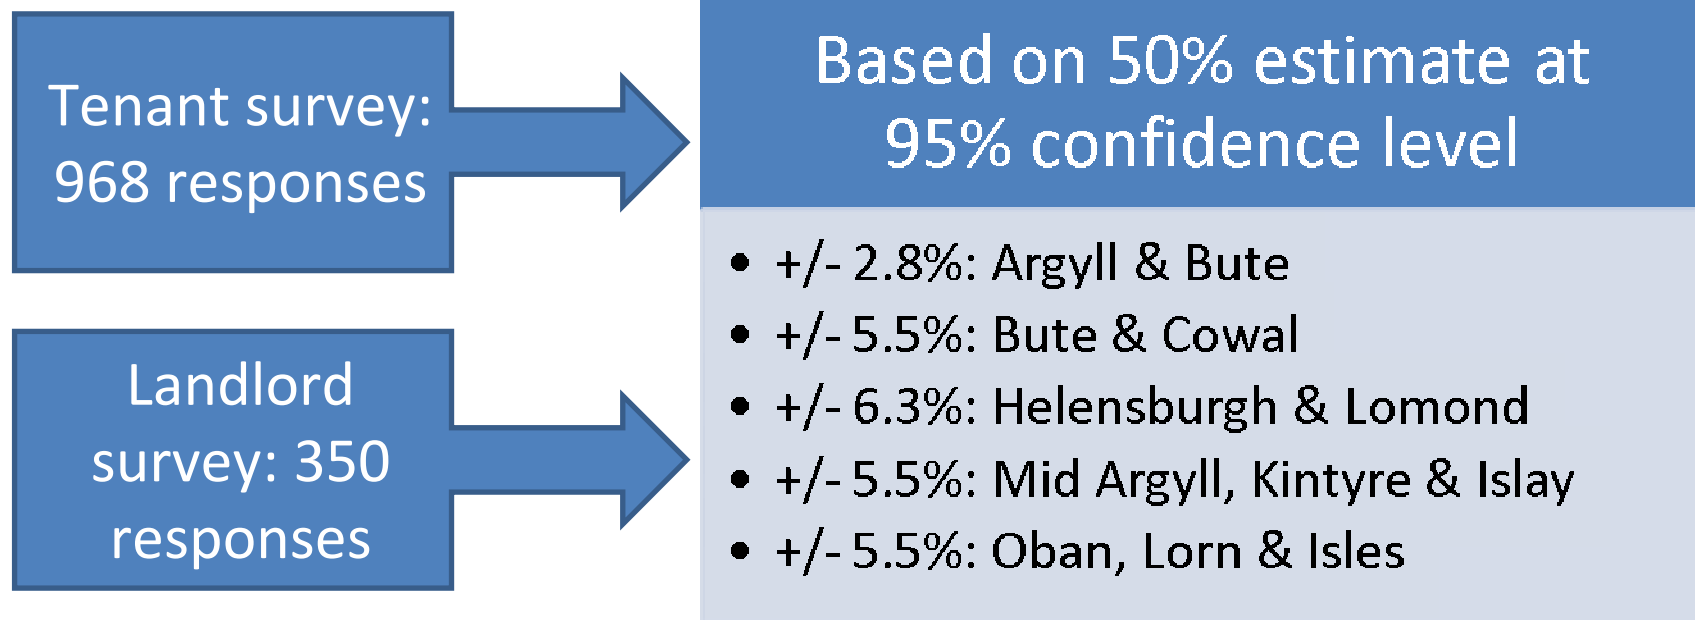 Tenant survey:
968 responses
Landlord
survey: 350
responses
Based on 50% estimate at
95% confidence level
• +/- 2.8%: Argyll & Bute
• +/- 5.5%: Bute & Cowal
• +/- 6.3%: Helensburgh & Lomond
• +/- 5.5%: Mid Argyll, Kintyre & Islay
• +/- 5.5%: Oban, Lorn & Isles